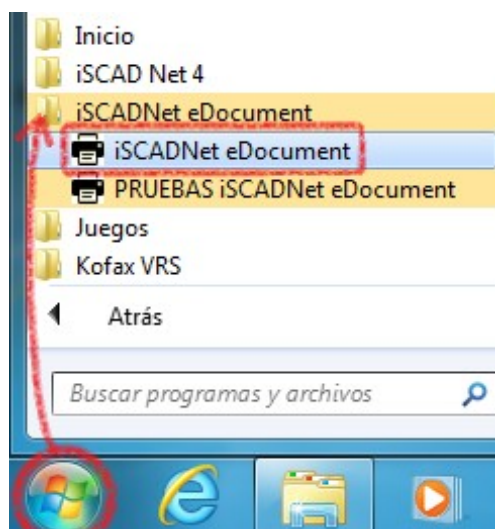 Inicio
iSCAD Net 4
iSCADNet eDocument
iSCADNet eDocument
PRUEBAS iSCADNet eDocument
Juegos
Kofax VRS
Atrás
Buscar programas y archivos